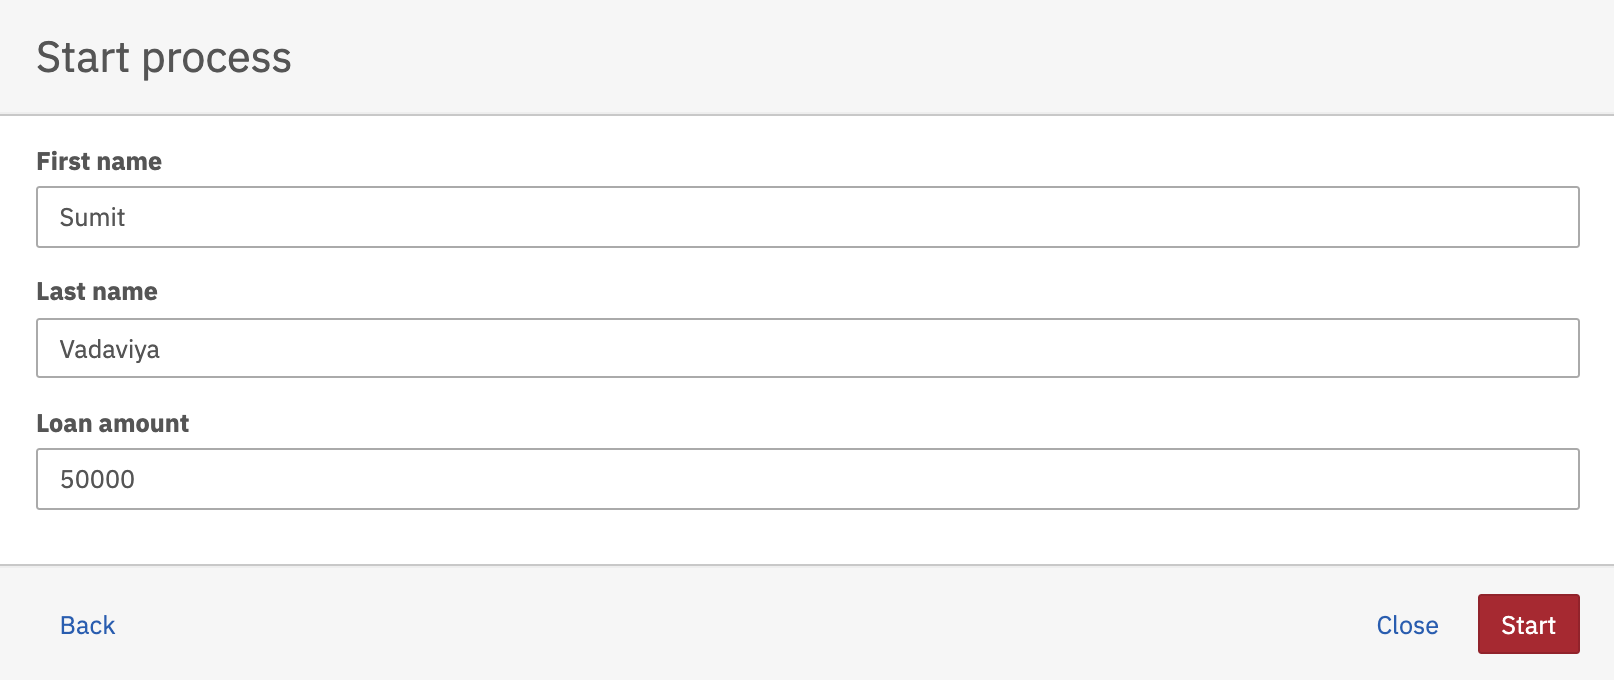 Start process
First name
Sumit
Last name
Vadaviya
Loan amount
50000
Back Close Start